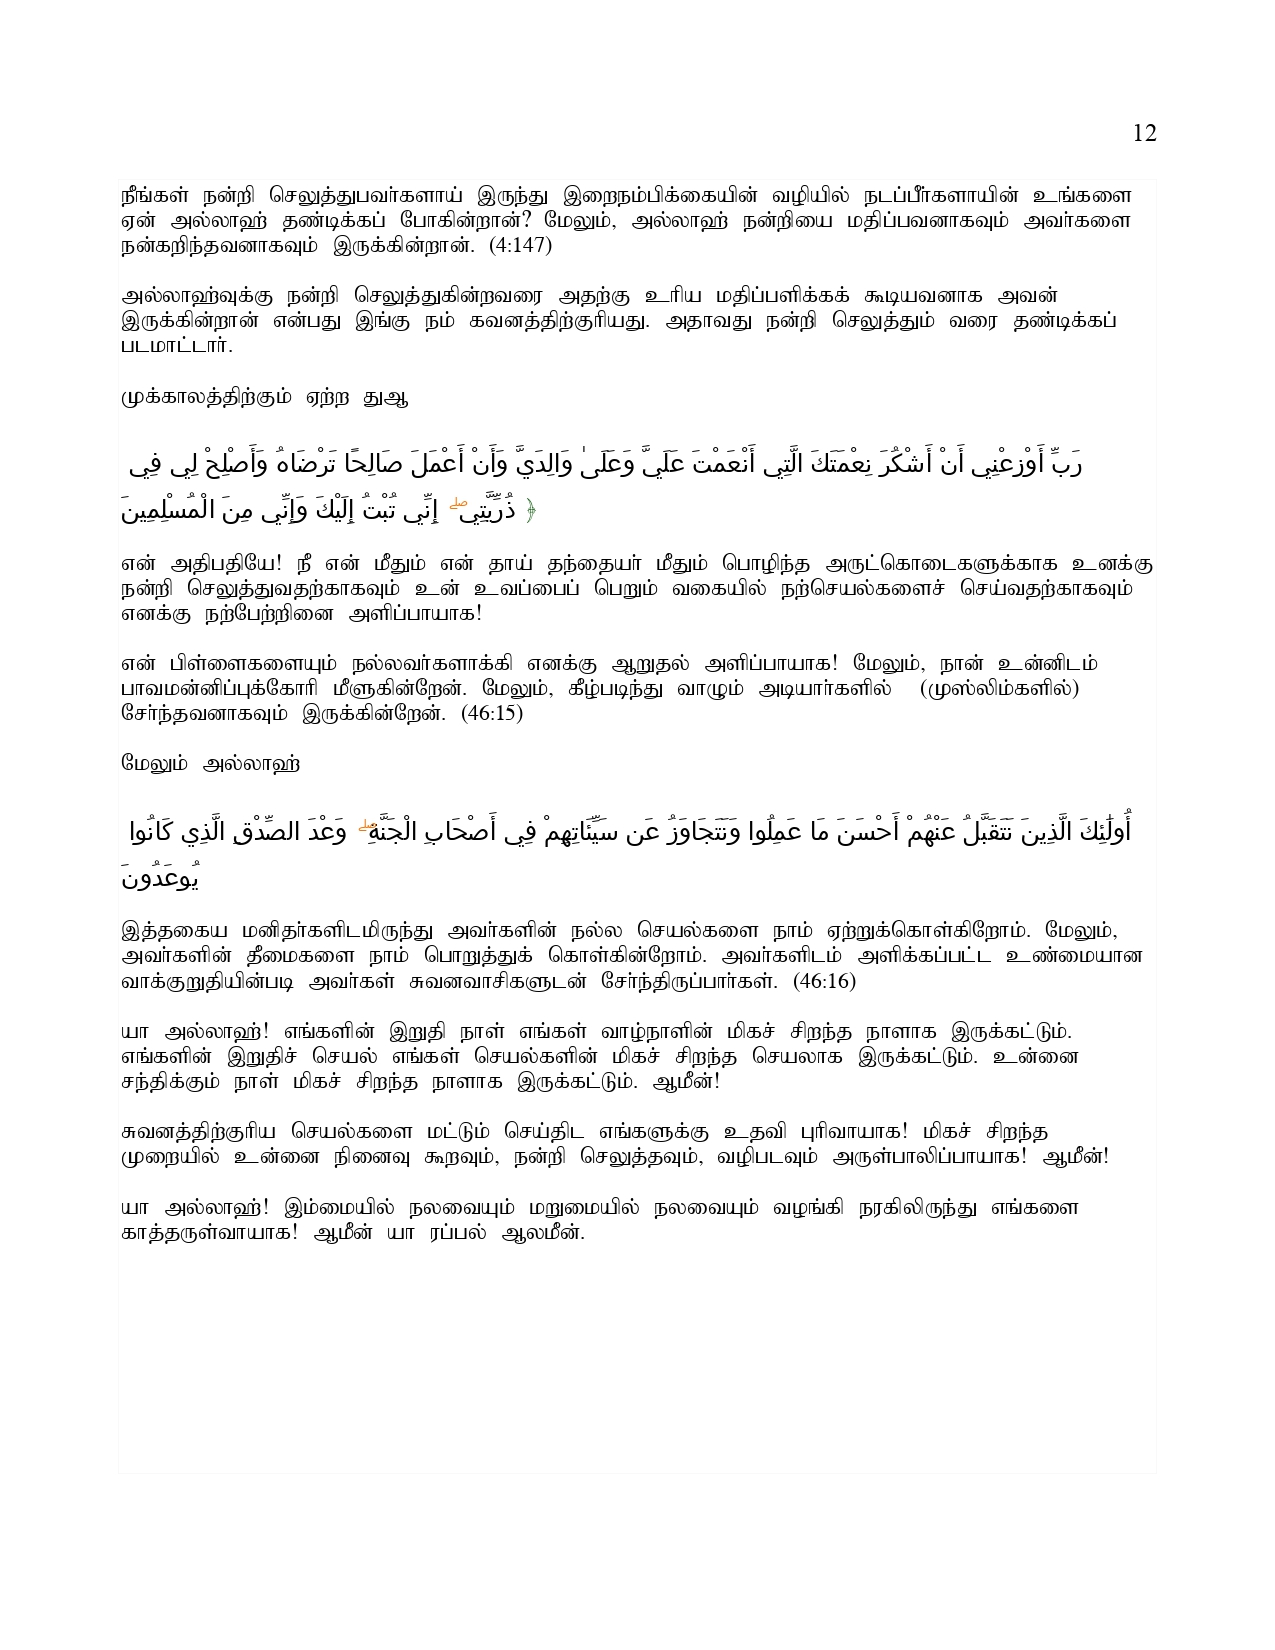 12
நீங்கள் நன்றி செலுத்துபவர்களாய் இருந்து இறைநம்பிக்கையின் வழியில் நடப்பீர்களாயின் உங்களை
ஏன் அல்லாஹ் தண்டிக்கப் போகின்றான்? மேலும், அல்லாஹ் நன்றியை மதிப்பவனாகவும் அவர்களை
நன்கறிந்தவனாகவும் இருக்கின்றான். (4:147)
அல்லாஹ்வுக்கு நன்றி செலுத்துகின்றவரை அதற்கு உரிய மதிப்பளிக்கக் கூடியவனாக அவன்
இருக்கின்றான் என்பது இங்கு நம் கவனத்திற்குரியது. அதாவது நன்றி செலுத்தும் வரை தண்டிக்கப்
படமாட்டார்.
முக்காலத்திற்கும் ஏற்ற துஆ
رَبِّ أَوْزِعْنِي أَنْ أَشْكُرَ نِعْمَتَكَ الَّتِي أَنْعَمْتَ عَلَيَّ وَعَلَىٰ وَالِدَيَّ وَأَنْ أَعْمَلَ صَالِحًا تَرْضَاهُ وَأَصْلِحْ لِي فِي
ذُرِّيَّتِي ۖ إِنِّي تُبْتُ إِلَيْكَ وَإِنِّي مِنَ الْمُسْلِمِينَ ﴿
என் அதிபதியே! நீ என் மீதும் என் தாய் தந்தையர் மீதும் பொழிந்த அருட்கொடைகளுக்காக உனக்கு
நன்றி செலுத்துவதற்காகவும் உன் உவப்பைப் பெறும் வகையில் நற்செயல்களைச் செய்வதற்காகவும்
எனக்கு நற்பேற்றினை அளிப்பாயாக!
என் பிள்ளைகளையும் நல்லவர்களாக்கி எனக்கு ஆறுதல் அளிப்பாயாக! மேலும், நான் உன்னிடம்
பாவமன்னிப்புக்கோரி மீளுகின்றேன். மேலும், கீழ்படிந்து வாழும் அடியார்களில் (முஸ்லிம்களில்)
சேர்ந்தவனாகவும் இருக்கின்றேன். (46:15)
மேலும் அல்லாஹ்
أُولَٰئِكَ الَّذِينَ نَتَقَبَّلُ عَنْهُمْ أَحْسَنَ مَا عَمِلُوا وَنَتَجَاوَزُ عَن سَيِّئَاتِهِمْ فِي أَصْحَابِ الْجَنَّةِ ۖ وَعْدَ الصِّدْقِ الَّذِي كَانُوا
يُوعَدُونَ
இத்தகைய மனிதர்களிடமிருந்து அவர்களின் நல்ல செயல்களை நாம் ஏற்றுக்கொள்கிறோம். மேலும்,
அவர்களின் தீமைகளை நாம் பொறுத்துக் கொள்கின்றோம். அவர்களிடம் அளிக்கப்பட்ட உண்மையான
வாக்குறுதியின்படி அவர்கள் சுவனவாசிகளுடன் சேர்ந்திருப்பார்கள். (46:16)
யா அல்லாஹ்! எங்களின் இறுதி நாள் எங்கள் வாழ்நாளின் மிகச் சிறந்த நாளாக இருக்கட்டும்.
எங்களின் இறுதிச் செயல் எங்கள் செயல்களின் மிகச் சிறந்த செயலாக இருக்கட்டும். உன்னை
சந்திக்கும் நாள் மிகச் சிறந்த நாளாக இருக்கட்டும். ஆமீன்!
சுவனத்திற்குரிய செயல்களை மட்டும் செய்திட எங்களுக்கு உதவி புரிவாயாக! மிகச் சிறந்த
முறையில் உன்னை நினைவு கூறவும், நன்றி செலுத்தவும், வழிபடவும் அருள்பாலிப்பாயாக! ஆமீன்!
யா அல்லாஹ்! இம்மையில் நலவையும் மறுமையில் நலவையும் வழங்கி நரகிலிருந்து எங்களை
காத்தருள்வாயாக! ஆமீன் யா ரப்பல் ஆலமீன்.